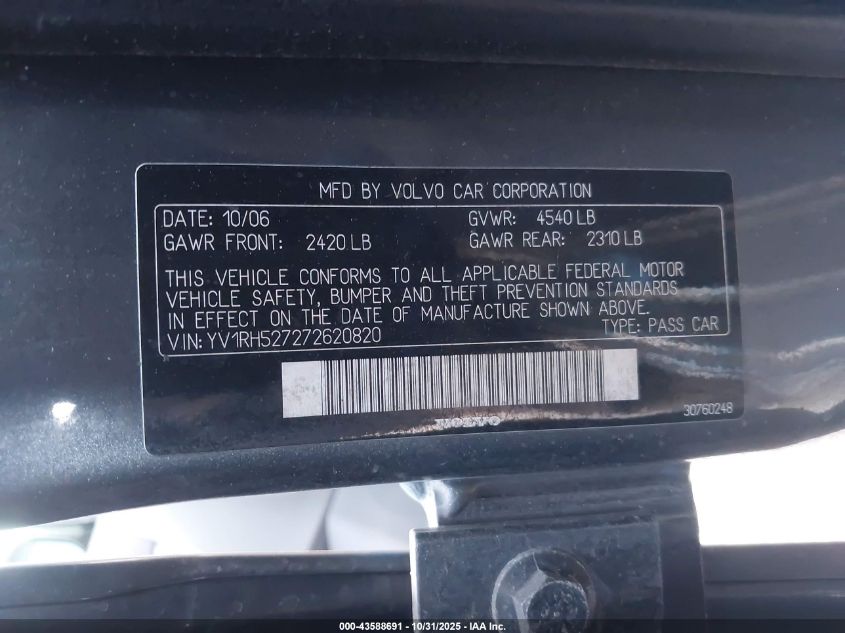 MFD BY VOLVO CAR CORPORATION
DATE: 10/06 GVWR: 4540 LB
GAWR FRONT: 2420 LB GAWR REAR: 2310 LB
THIS VEHICLE CONFORMS TO ALL APPLICABLE FEDERAL MOTOR
VEHICLE SAFETY, BUMPER AND THEFT PREVENTION STANDARDS
IN EFFECT ON THE DATE OF MANUFACTURE SHOWN ABOVE.
VIN: YV1RH527272620820 TYPE: PASS CAR
30760248
VOLVO
000-43588691 - 10/31/2025 - IAA Inc.